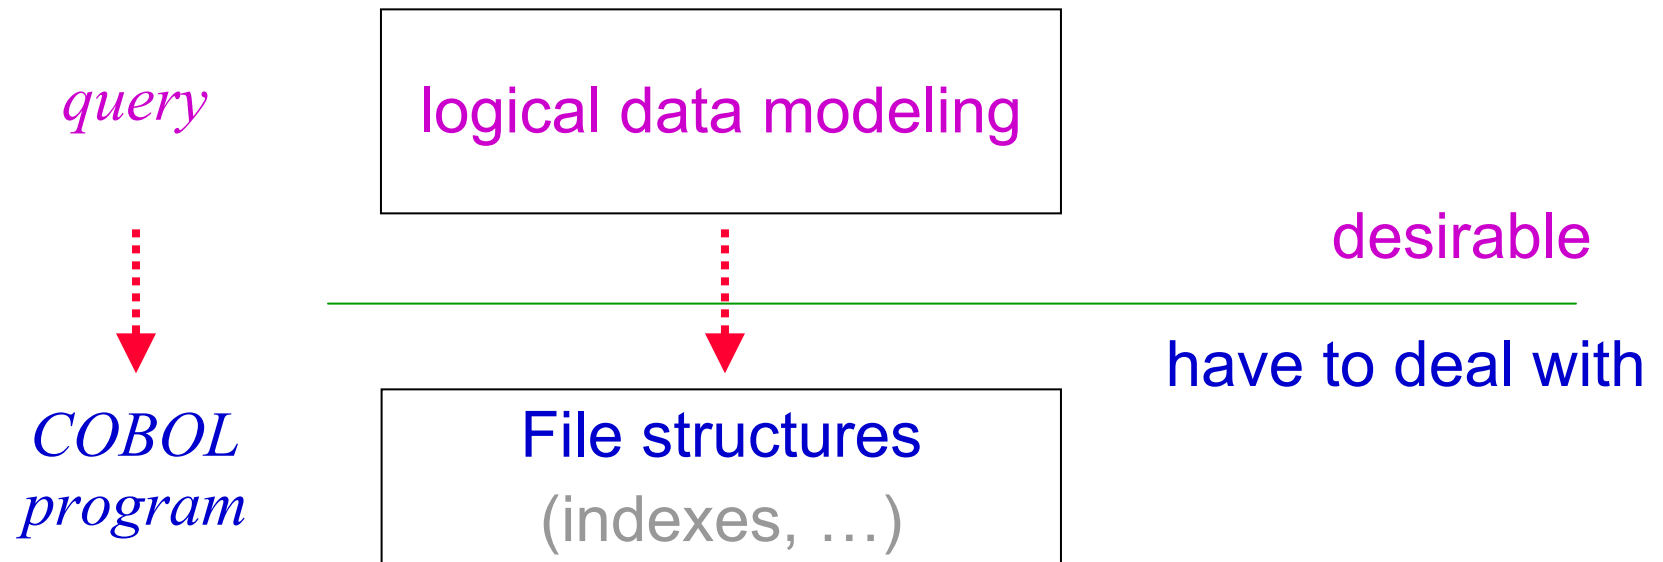 query
logical data modeling
desirable
have to deal with
COBOL
program
File structures
(indexes, …)